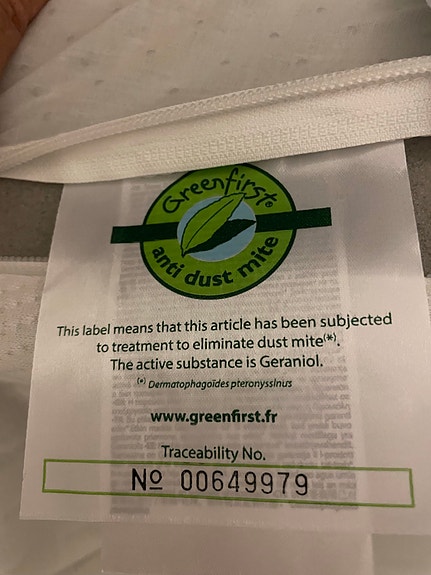 Greenfirst®
anti dust mite
This label means that this article has been subjected
to treatment to eliminate dust mite(*).
The active substance is Geraniol.
(*) Dermatophagoïdes pteronyssInus
www.greenfirst.fr
Traceability No.
Nº 00649979